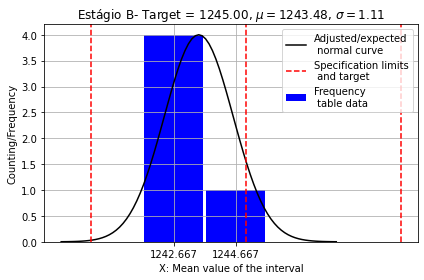 Estágio B- Target = 1245.00, μ = 1243.48, σ = 1.11
Adjusted/expected
normal curve
Specification limits
and target
Frequency
table data
Counting/Frequency
4.0
3.5
3.0
2.5
2.0
1.5
1.0
0.5
0.0
1242.667 1244.667
X: Mean value of the interval